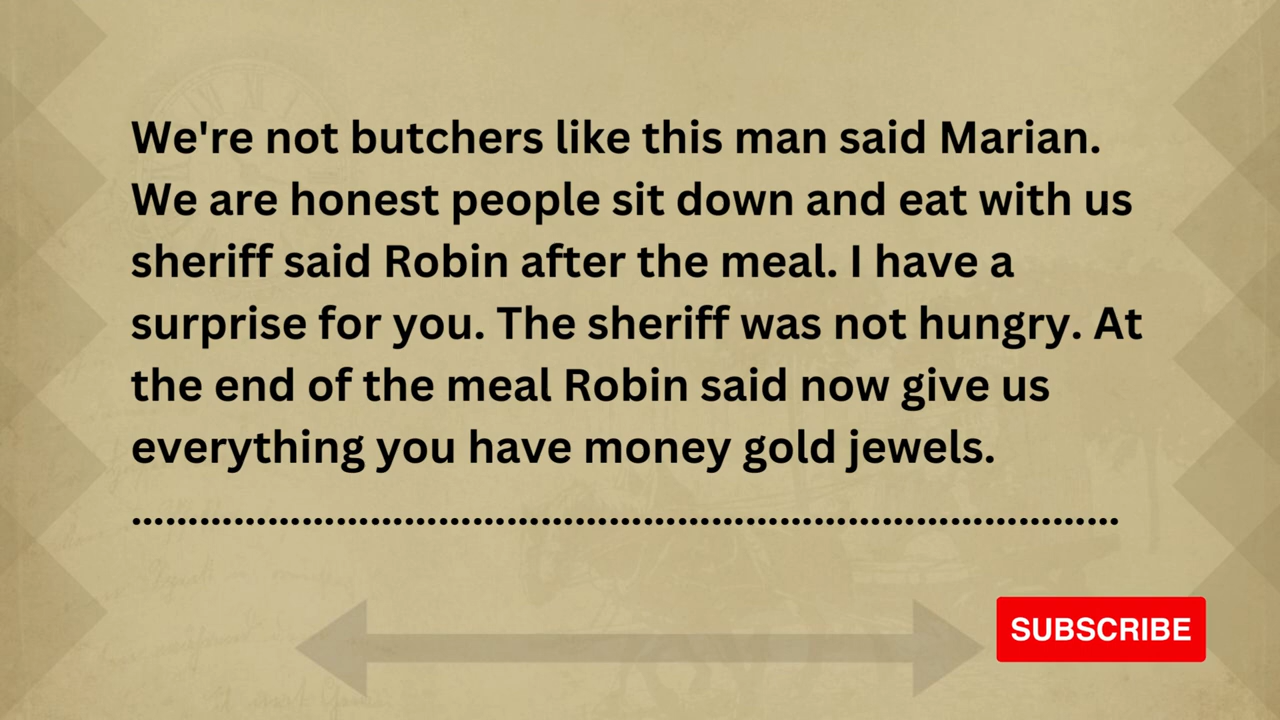 We're not butchers like this man said Marian.
We are honest people sit down and eat with us
sheriff said Robin after the meal. I have a
surprise for you. The sheriff was not hungry. At
the end of the meal Robin said now give us
everything you have money gold jewels.
........................................................................................
SUBSCRIBE